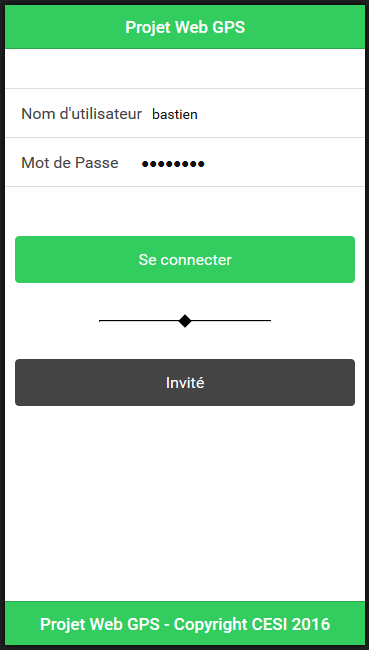 Projet Web GPS
Nom d'utilisateur bastien
Mot de Passe ••••••••
Se connecter
Invité
Projet Web GPS - Copyright CESI 2016